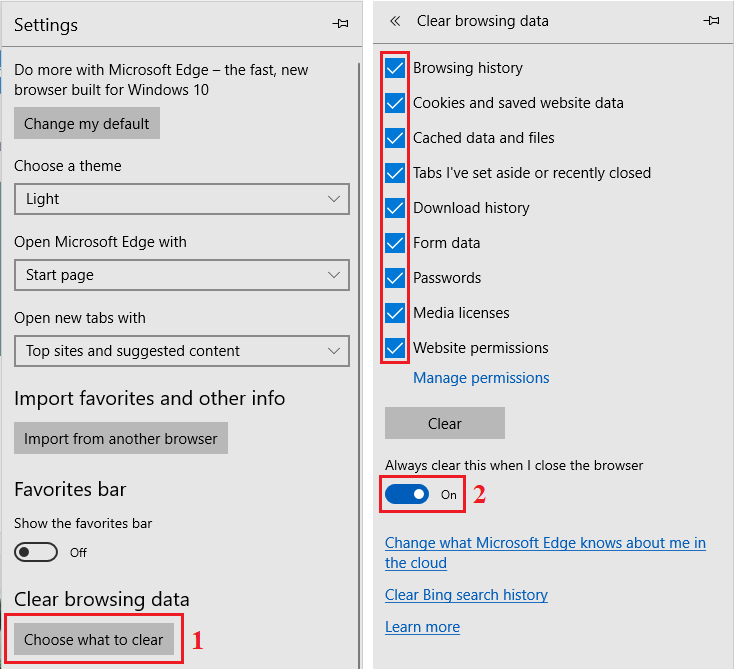 Settings
Do more with Microsoft Edge – the fast, new
browser built for Windows 10
Change my default
Choose a theme
Light
Open Microsoft Edge with
Start page
Open new tabs with
Top sites and suggested content
Import favorites and other info
Import from another browser
Favorites bar
Show the favorites bar
Off
Clear browsing data
Choose what to clear
1
Clear browsing data
Browsing history
Cookies and saved website data
Cached data and files
Tabs I've set aside or recently closed
Download history
Form data
Passwords
Media licenses
Website permissions
Manage permissions
Clear
Always clear this when I close the browser
On
2
Change what Microsoft Edge knows about me in
the cloud
Clear Bing search history
Learn more